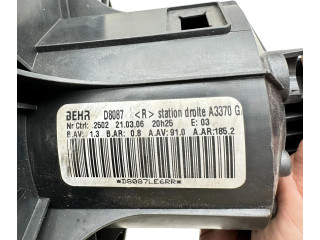 BEHR D8087 <R> station droite A3370 G
Nr Ctrl: 2502 21.03.06 20h25 E: 03
B.AV: 1.3 B.AR: 0.8 A.AV: 91.0 A.AR:185.2
*D8087LE6RR*